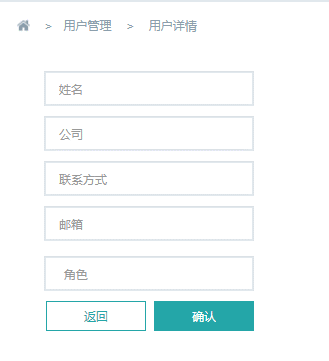 > 用户管理 > 用户详情
姓名
公司
联系方式
邮箱
角色
返回 确认